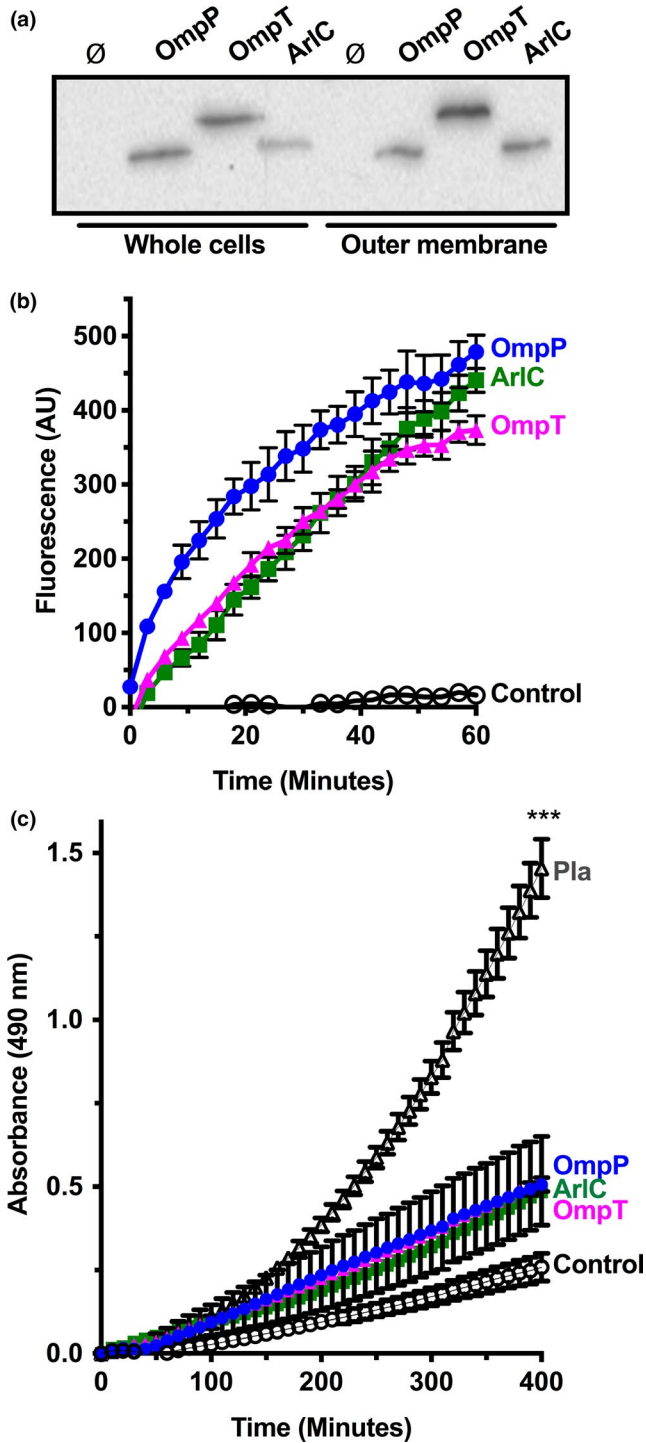 (a)
Ø OmpP OmpT ArlC Ø OmpP OmpT ArlC
Whole cells Outer membrane
(b)
500
400
300
200
100
0
Fluorescence (AU)
OmpP
ArlC
OmpT
Control
0 20 40 60
Time (Minutes)
(c)
1.5
1.0
0.5
0.0
Absorbance (490 nm)
***
Pla
OmpP
ArlC
OmpT
Control
0 100 200 300 400
Time (Minutes)